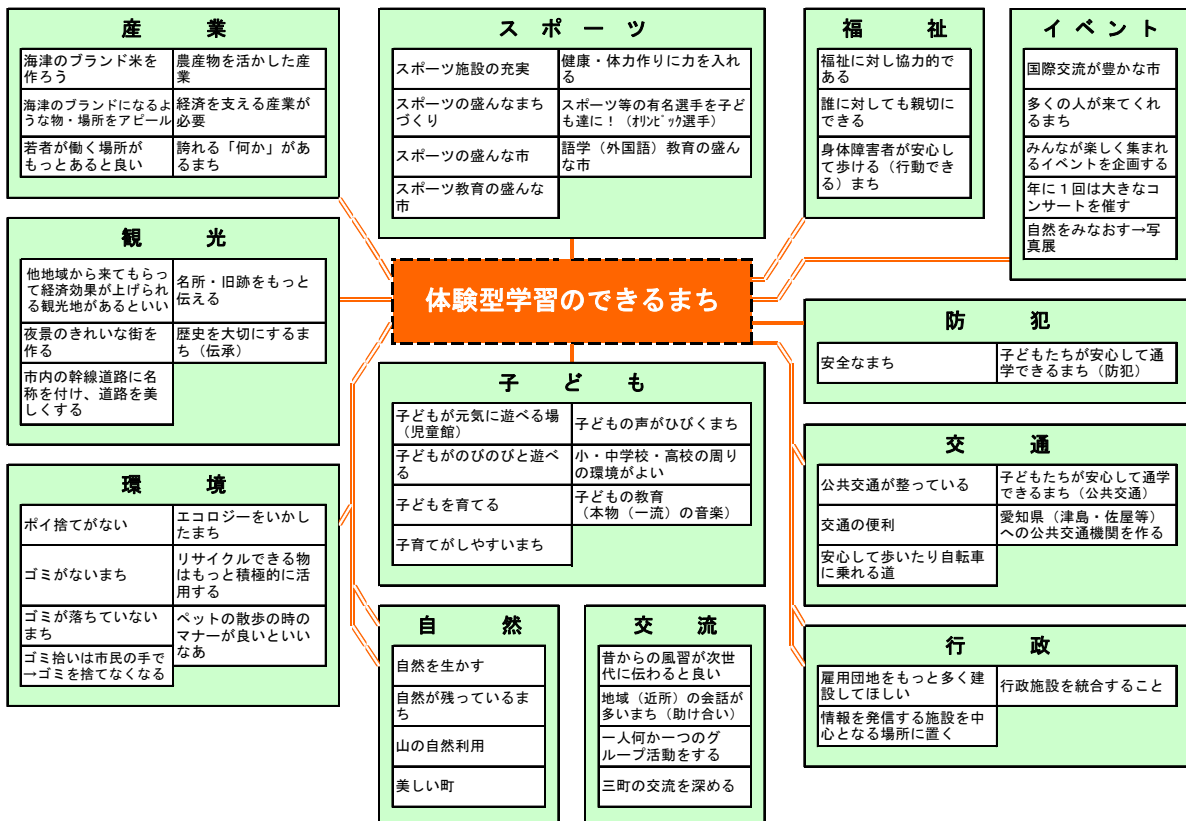 産業
海津のブランド米を
作ろう
農産物を活かした産
業
海津のブランドになるよ
うな物・場所をアピール
経済を支える産業が
必要
若者が働く場所が
もっとあると良い
誇れる「何か」があ
るまち
スポーツ
スポーツ施設の充実
健康・体力作りに力を入れ
る
スポーツの盛んなまち
づくり
スポーツ等の有名選手を子ど
も達に!(オリンピック選手)
スポーツの盛んな市
語学(外国語)教育の盛ん
な市
スポーツ教育の盛んな
市
福祉
福祉に対し協力的で
ある
誰に対しても親切に
できる
身体障害者が安心し
て歩ける(行動でき
る)まち
イベント
国際交流が豊かな市
多くの人が来てくれ
るまち
みんなが楽しく集まれ
るイベントを企画する
年に1回は大きなコ
ンサートを催す
自然をみなおす→写
真展
観光
他地域から来てもらっ
て経済効果が上げられ
る観光地があるといい
名所・旧跡をもっと
伝える
夜景のきれいな街を
作る
歴史を大切にするま
ち(伝承)
市内の幹線道路に名
称を付け、道路を美
しくする
体験型学習のできるまち
防犯
安全なまち
子どもたちが安心して通
学できるまち(防犯)
子ども
子どもが元気に遊べる場
(児童館)
子どもの声がひびくまち
子どもがのびのびと遊べ
る
小・中学校・高校の周り
の環境がよい
子どもを育てる
子どもの教育
(本物(一流)の音楽)
子育てがしやすいまち
交通
公共交通が整っている
子どもたちが安心して通学
できるまち(公共交通)
交通の便利
愛知県(津島・佐屋等)
への公共交通機関を作る
安心して歩いたり自転車
に乗れる道
環境
ポイ捨てがない
エコロジーをいかし
たまち
ゴミがないまち
リサイクルできる物
はもっと積極的に活
用する
ゴミが落ちていない
まち
ペットの散歩の時の
マナーが良いといい
なあ
ゴミ拾いは市民の手で
→ゴミを捨てなくなる
自然
自然を生かす
自然が残っているま
ち
山の自然利用
美しい町
交流
昔からの風習が次世
代に伝わると良い
地域(近所)の会話が
多いまち(助け合い)
一人何か一つのグ
ループ活動をする
三町の交流を深める
行政
雇用団地をもっと多く建
設してほしい
行政施設を統合すること
情報を発信する施設を中
心となる場所に置く